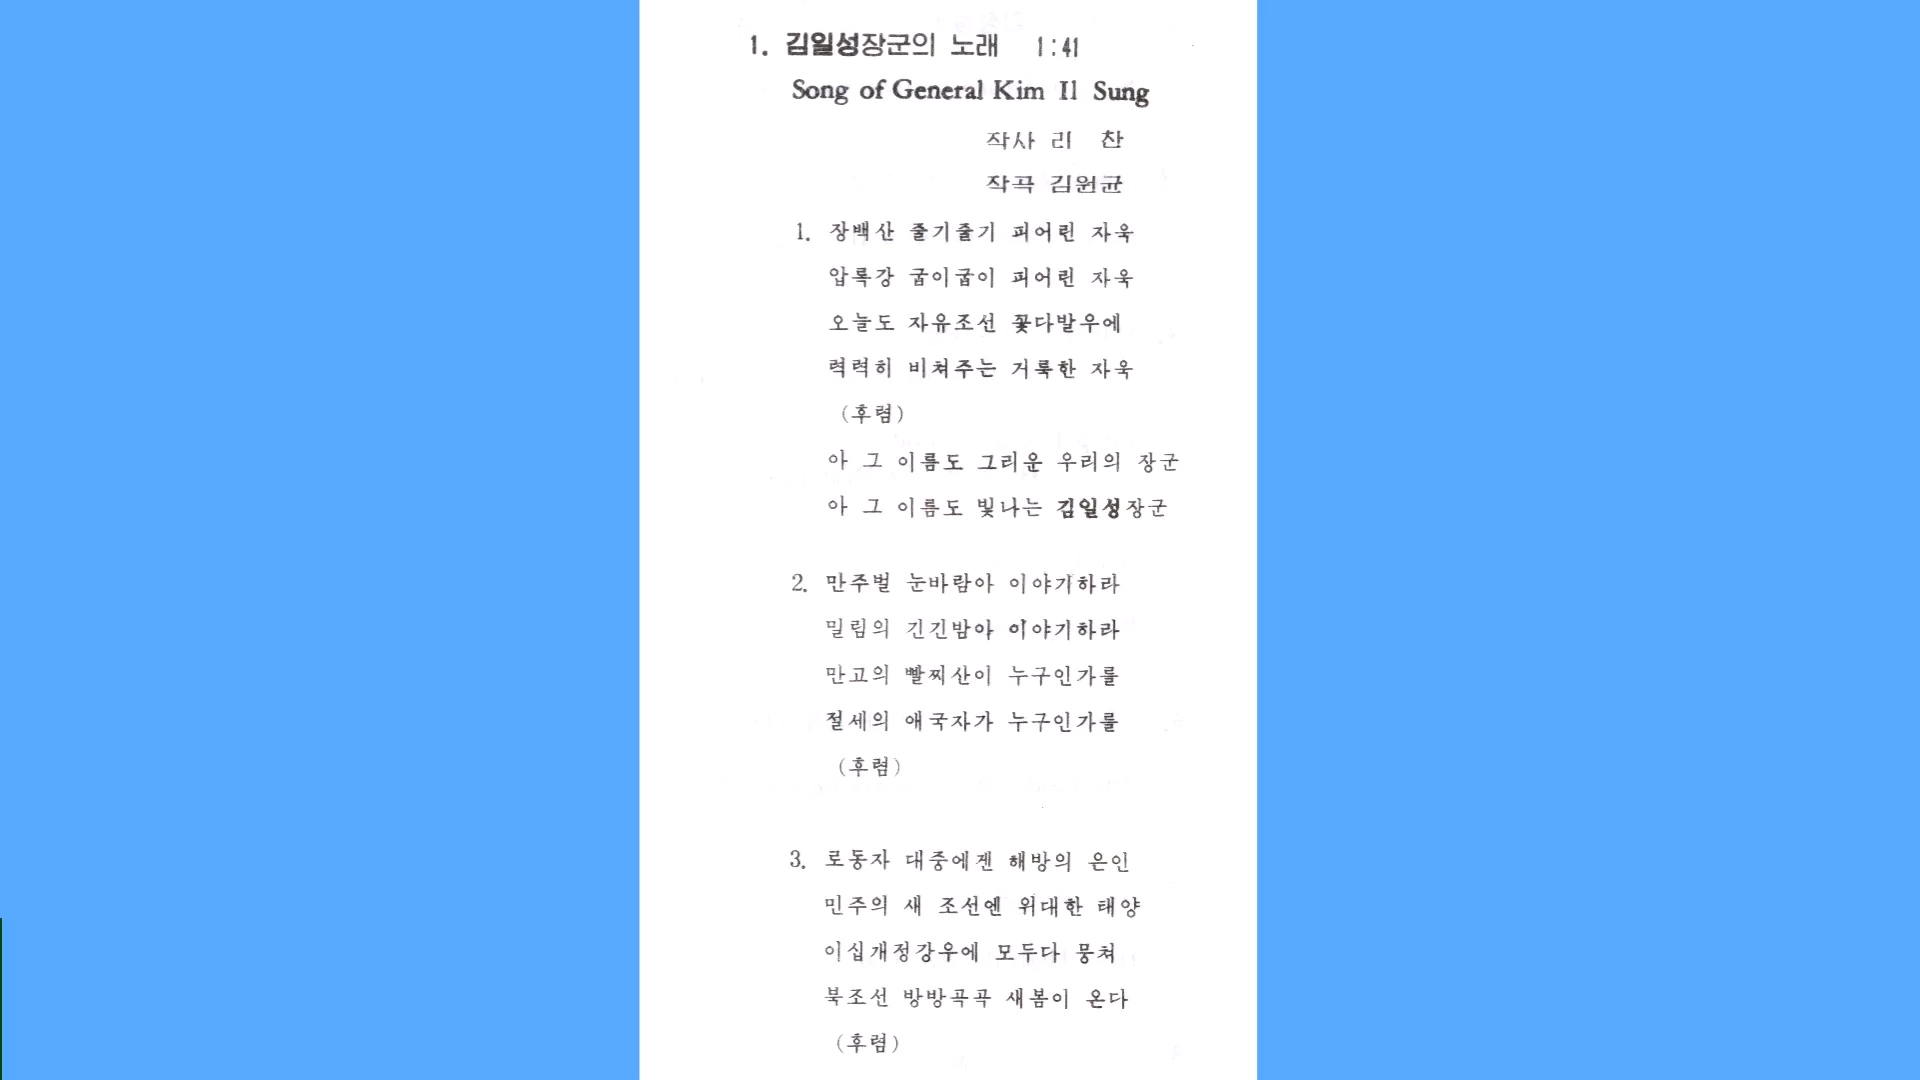 1. 김일성장군의 노래 1:41
Song of General Kim Il Sung
작사 리 찬
작곡 김원균
1. 장백산 줄기줄기 피어린 자욱
압록강 굽이굽이 피어린 자욱
오늘도 자유조선 꽃다발우에
력력히 비쳐주는 거룩한 자욱
(후렴)
아 그 이름도 그리운 우리의 장군
아 그 이름도 빛나는 김일성장군
2. 만주벌 눈바람아 이야기하라
밀림의 긴긴밤아 이야기하라
만고의 빨찌산이 누구인가를
절세의 애국자가 누구인가를
(후렴)
3. 로동자 대중에겐 해방의 은인
민주의 새 조선엔 위대한 태양
이십개정강우에 모두다 뭉쳐
북조선 방방곡곡 새봄이 온다
(후렴)